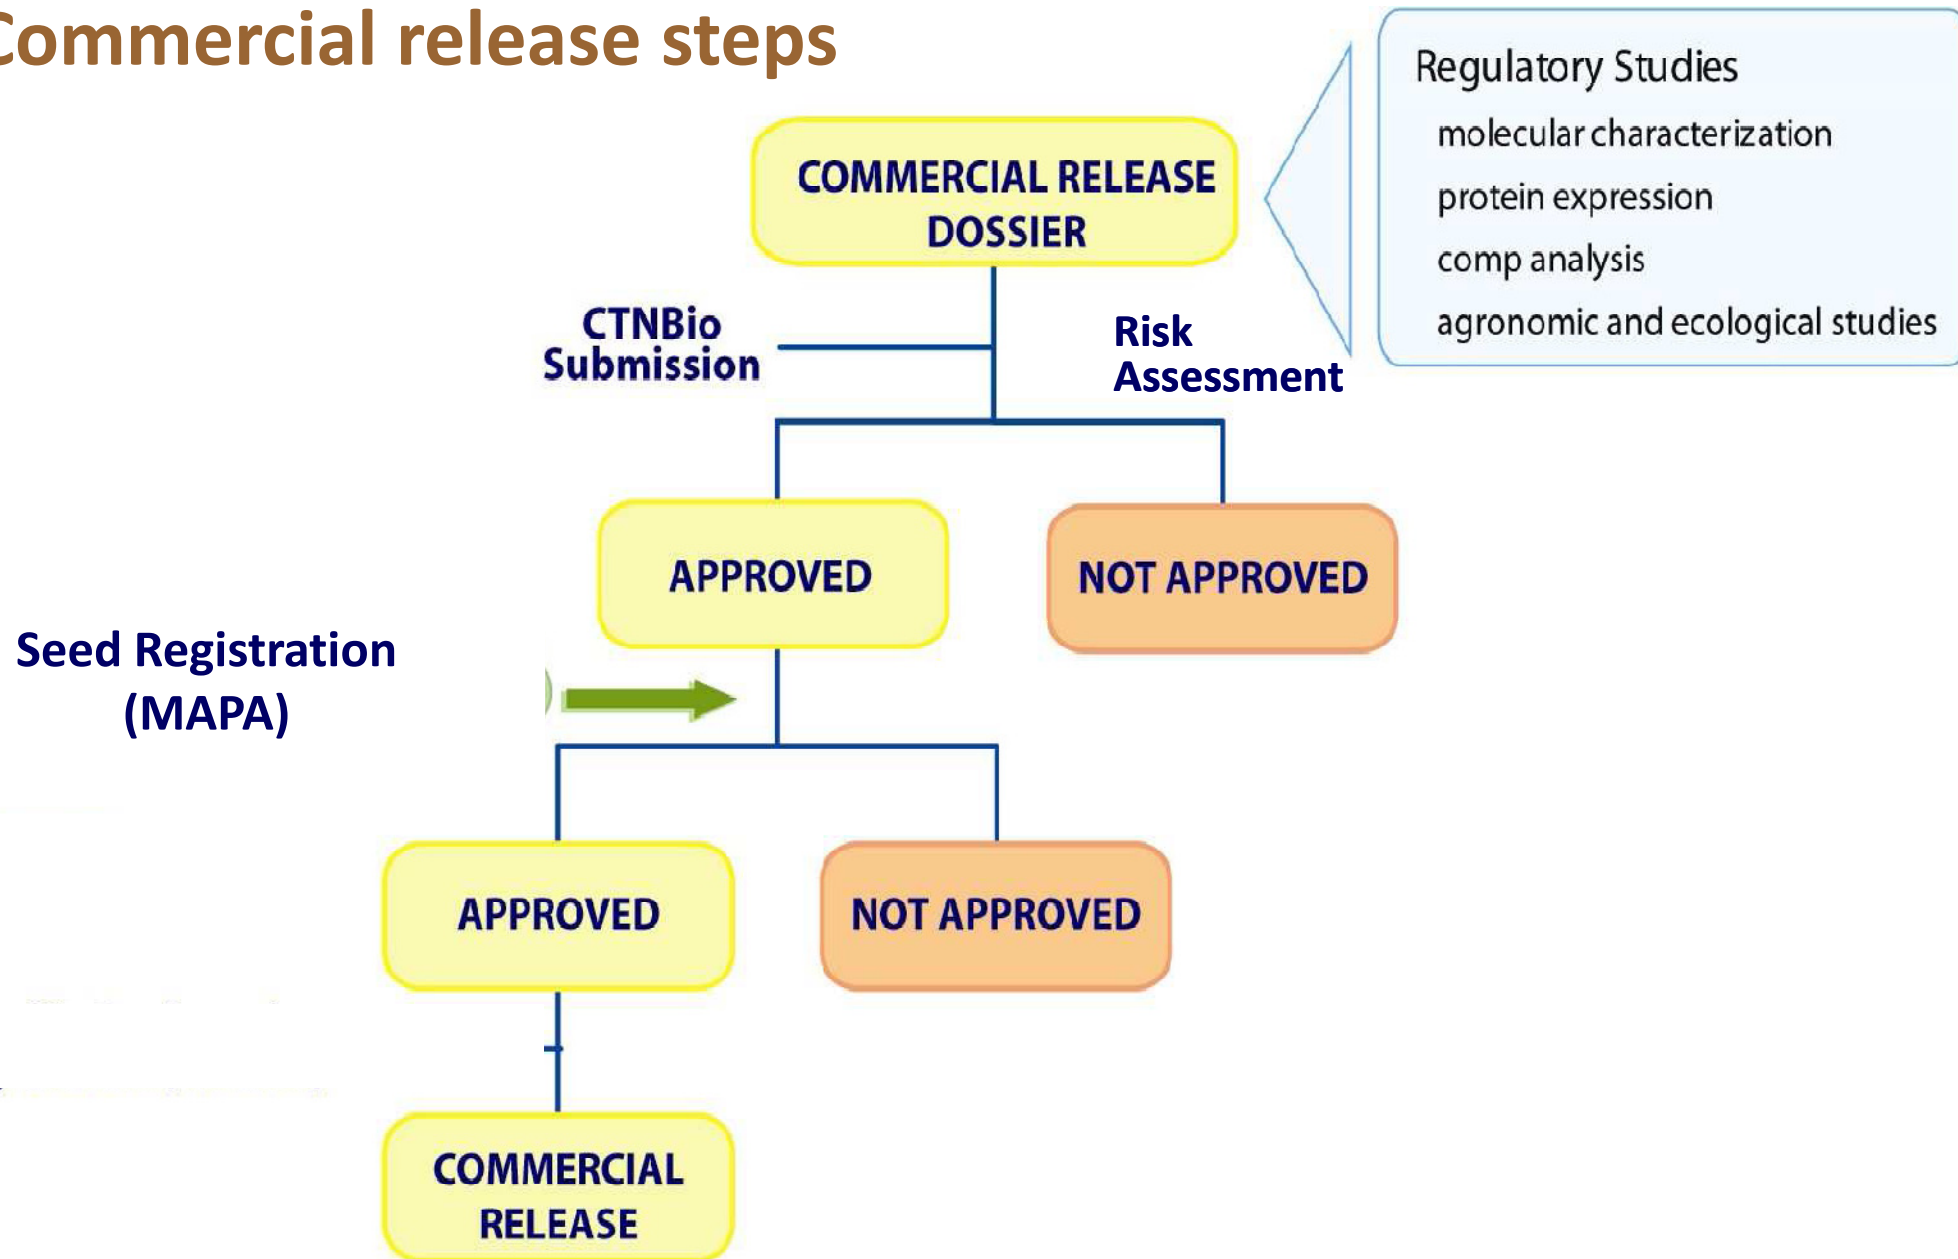 Commercial release steps
Regulatory Studies
molecular characterization
protein expression
comp analysis
agronomic and ecological studies
COMMERCIAL RELEASE
DOSSIER
CTNBio
Submission
Risk
Assessment
APPROVED
NOT APPROVED
Seed Registration
(MAPA)
APPROVED
NOT APPROVED
COMMERCIAL
RELEASE